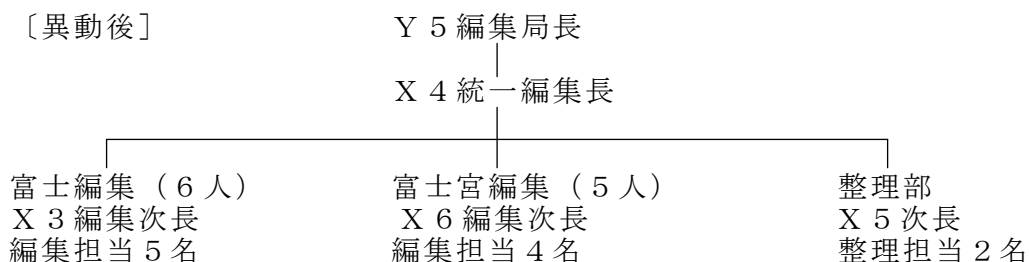 〔異動後〕 Ｙ５編集局長
Ｘ４統一編集長
富士編集（６人） 富士宮編集（５人） 整理部
Ｘ３編集次長 Ｘ６編集次長 Ｘ５次長
編集担当５名 編集担当４名 整理担当２名